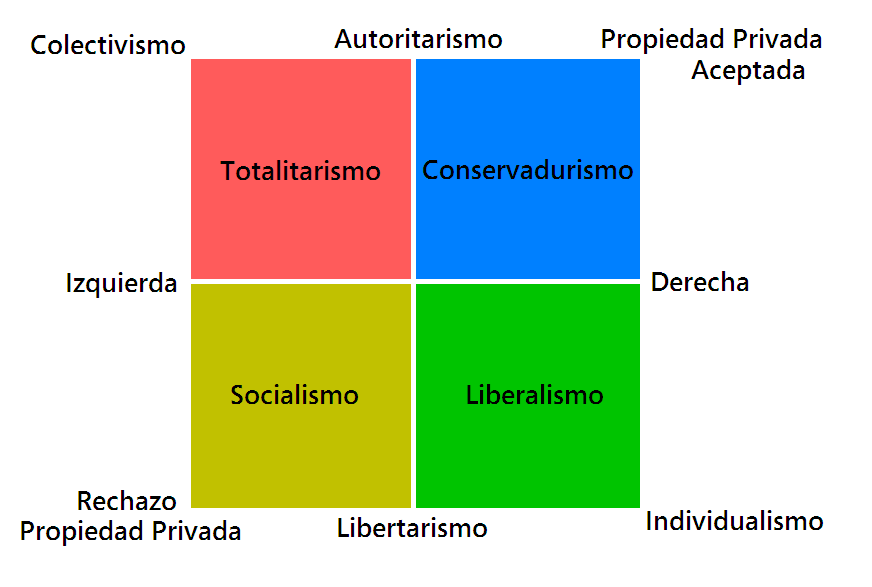 Colectivismo
Autoritarismo
Propiedad Privada
Aceptada
Totalitarismo
Conservadurismo
Izquierda
Derecha
Socialismo
Liberalismo
Rechazo
Propiedad Privada
Libertarismo
Individualismo